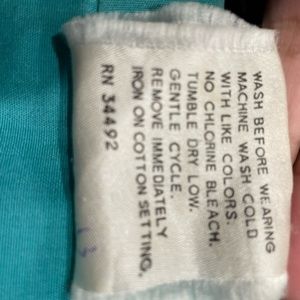 WASH BEFORE WEARING
MACHINE WASH COLD
WITH LIKE COLORS.
NO CHLORINE BLEACH.
TUMBLE DRY LOW.
GENTLE CYCLE.
REMOVE IMMEDIATELY
IRON ON COTTON SETTING.
RN 34492